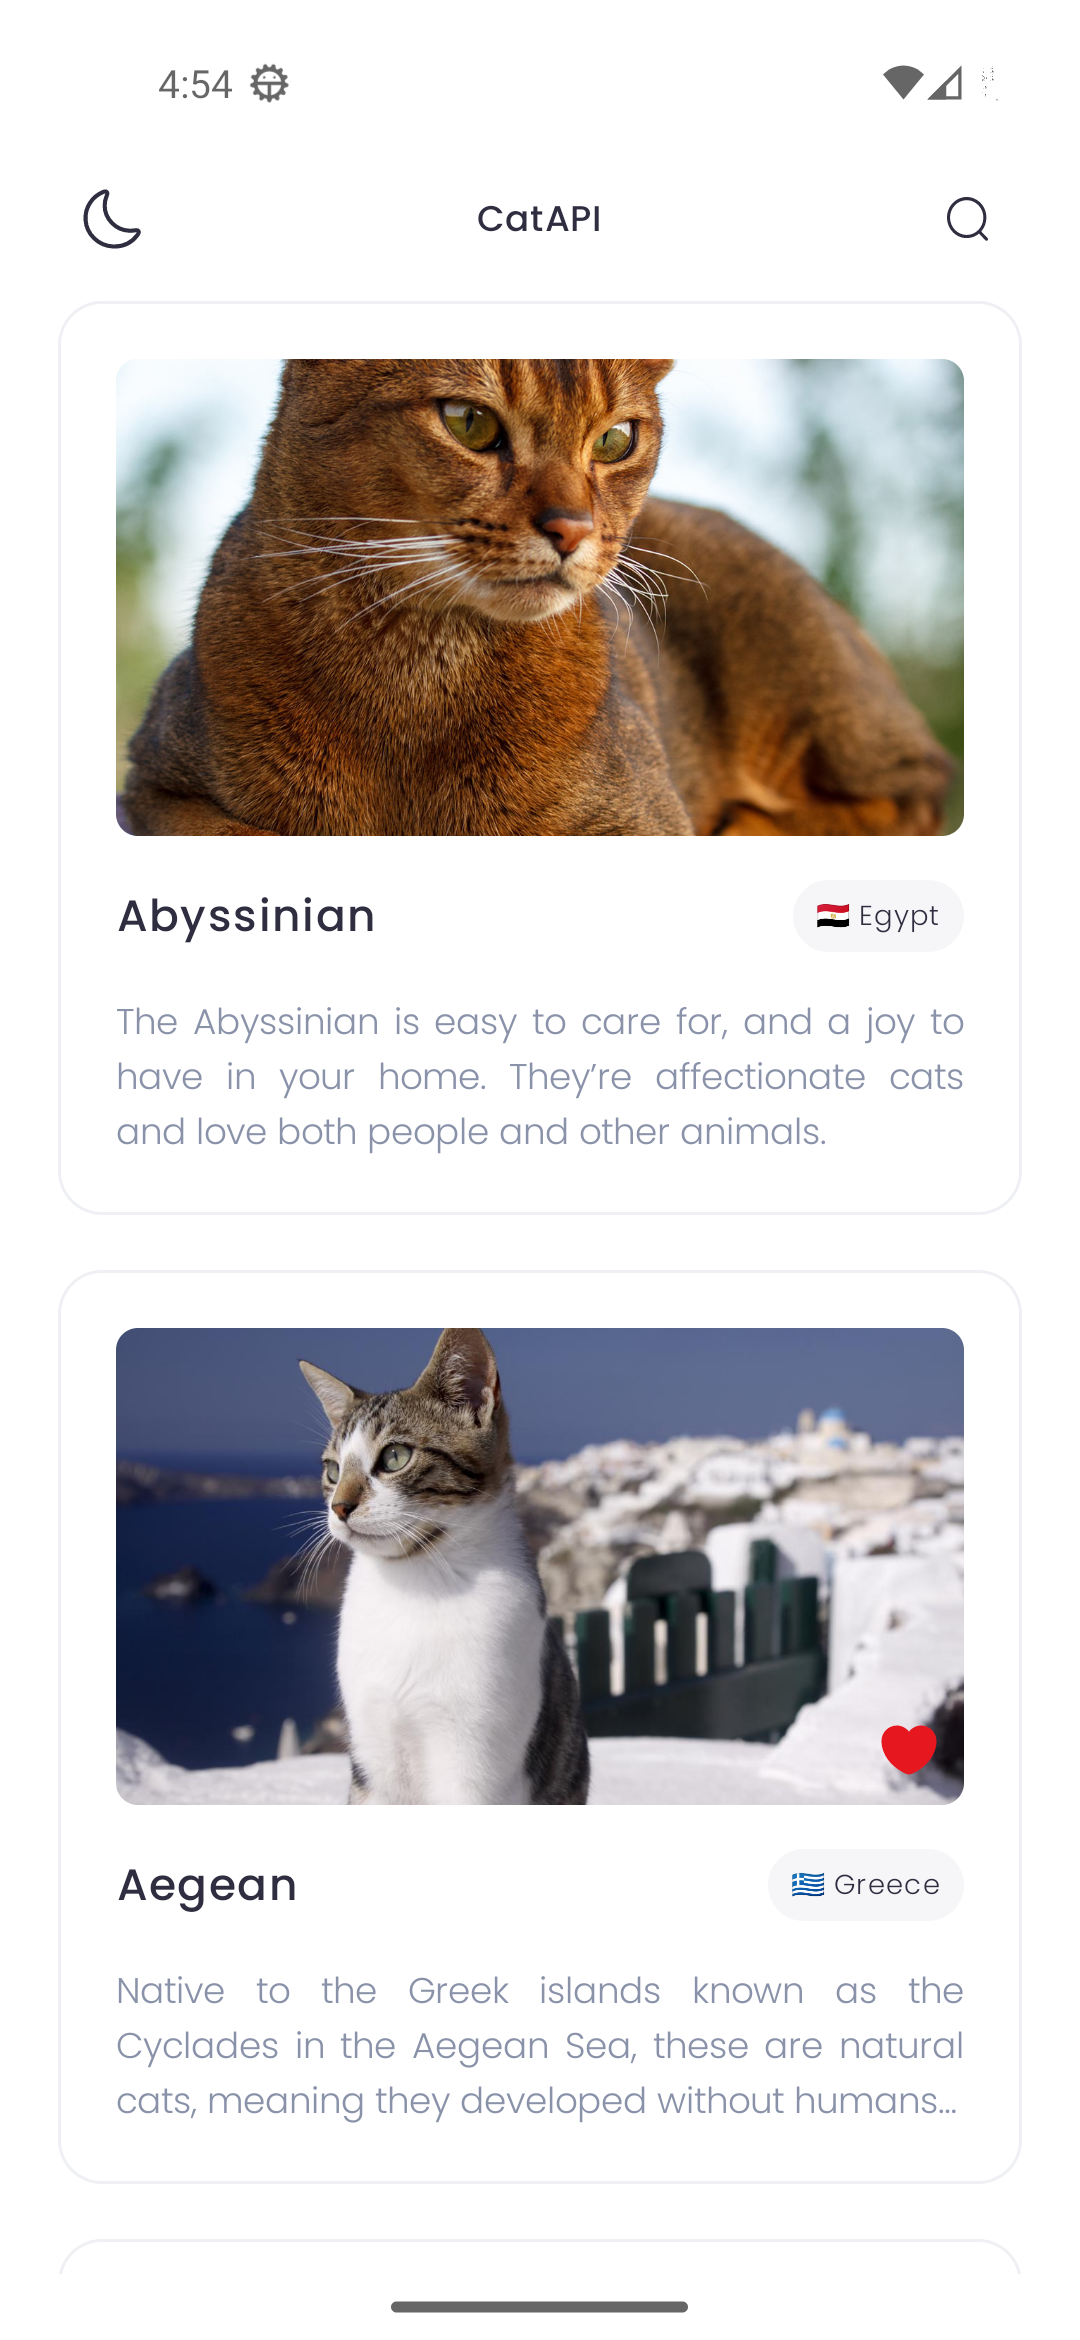 4:54
CatAPI
Abyssinian
🇪🇬 Egypt
The Abyssinian is easy to care for, and a joy to
have in your home. They’re affectionate cats
and love both people and other animals.
Aegean
🇬🇷 Greece
Native to the Greek islands known as the
Cyclades in the Aegean Sea, these are natural
cats, meaning they developed without humans...